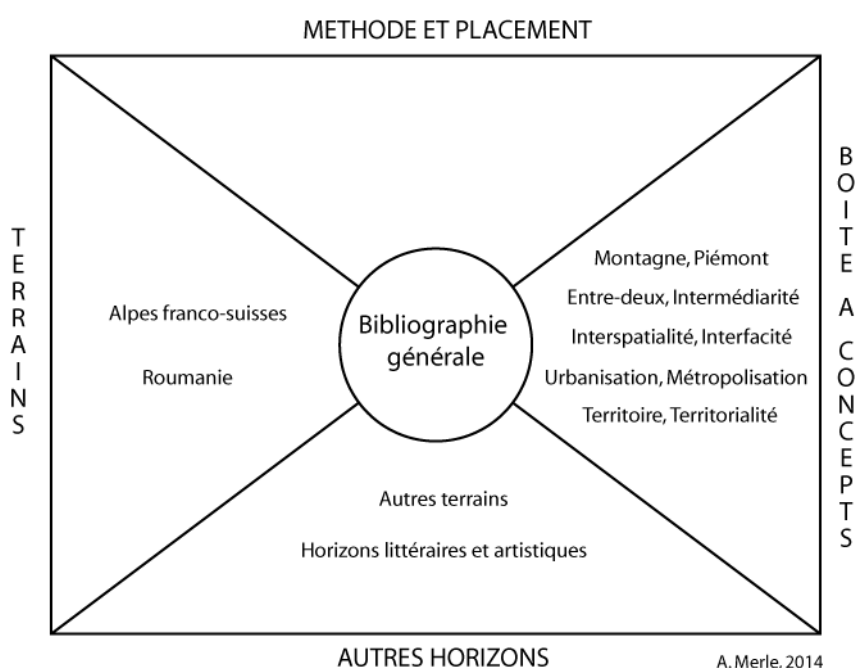 METHODE ET PLACEMENT
TERRAINS
Alpes franco-suisses
Roumanie
Bibliographie
générale
Montagne, Piémont
Entre-deux, Intermédiarité
Interspatialité, Interfacité
Urbanisation, Métropolisation
Territoire, Territorialité
BOITE A CONCEPTS
Autres terrains
Horizons littéraires et artistiques
AUTRES HORIZONS
A. Merle, 2014